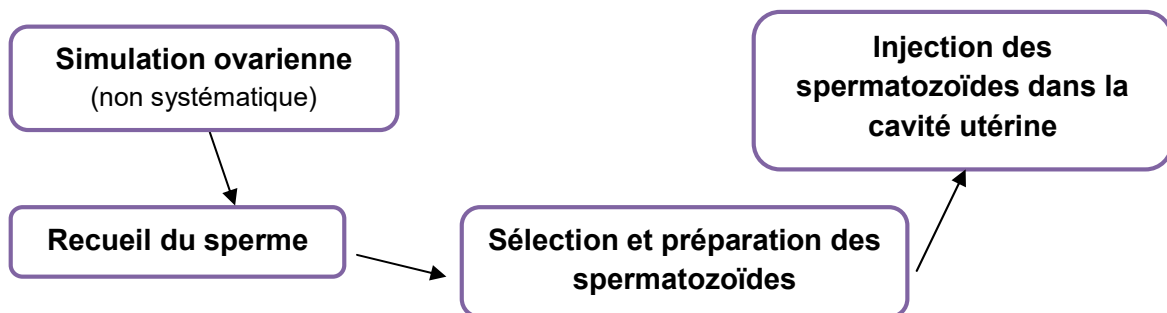 Simulation ovarienne
(non systématique)
Recueil du sperme
Sélection et préparation des
spermatozoïdes
Injection des
spermatozoïdes dans la
cavité utérine